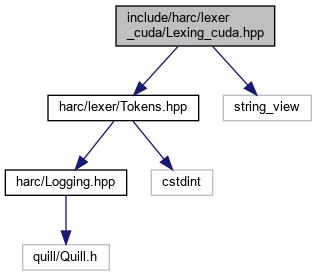 include/harc/lexer
_cuda/Lexing_cuda.hpp
harc/lexer/Tokens.hpp
string_view
harc/Logging.hpp
cstdint
quill/Quill.h